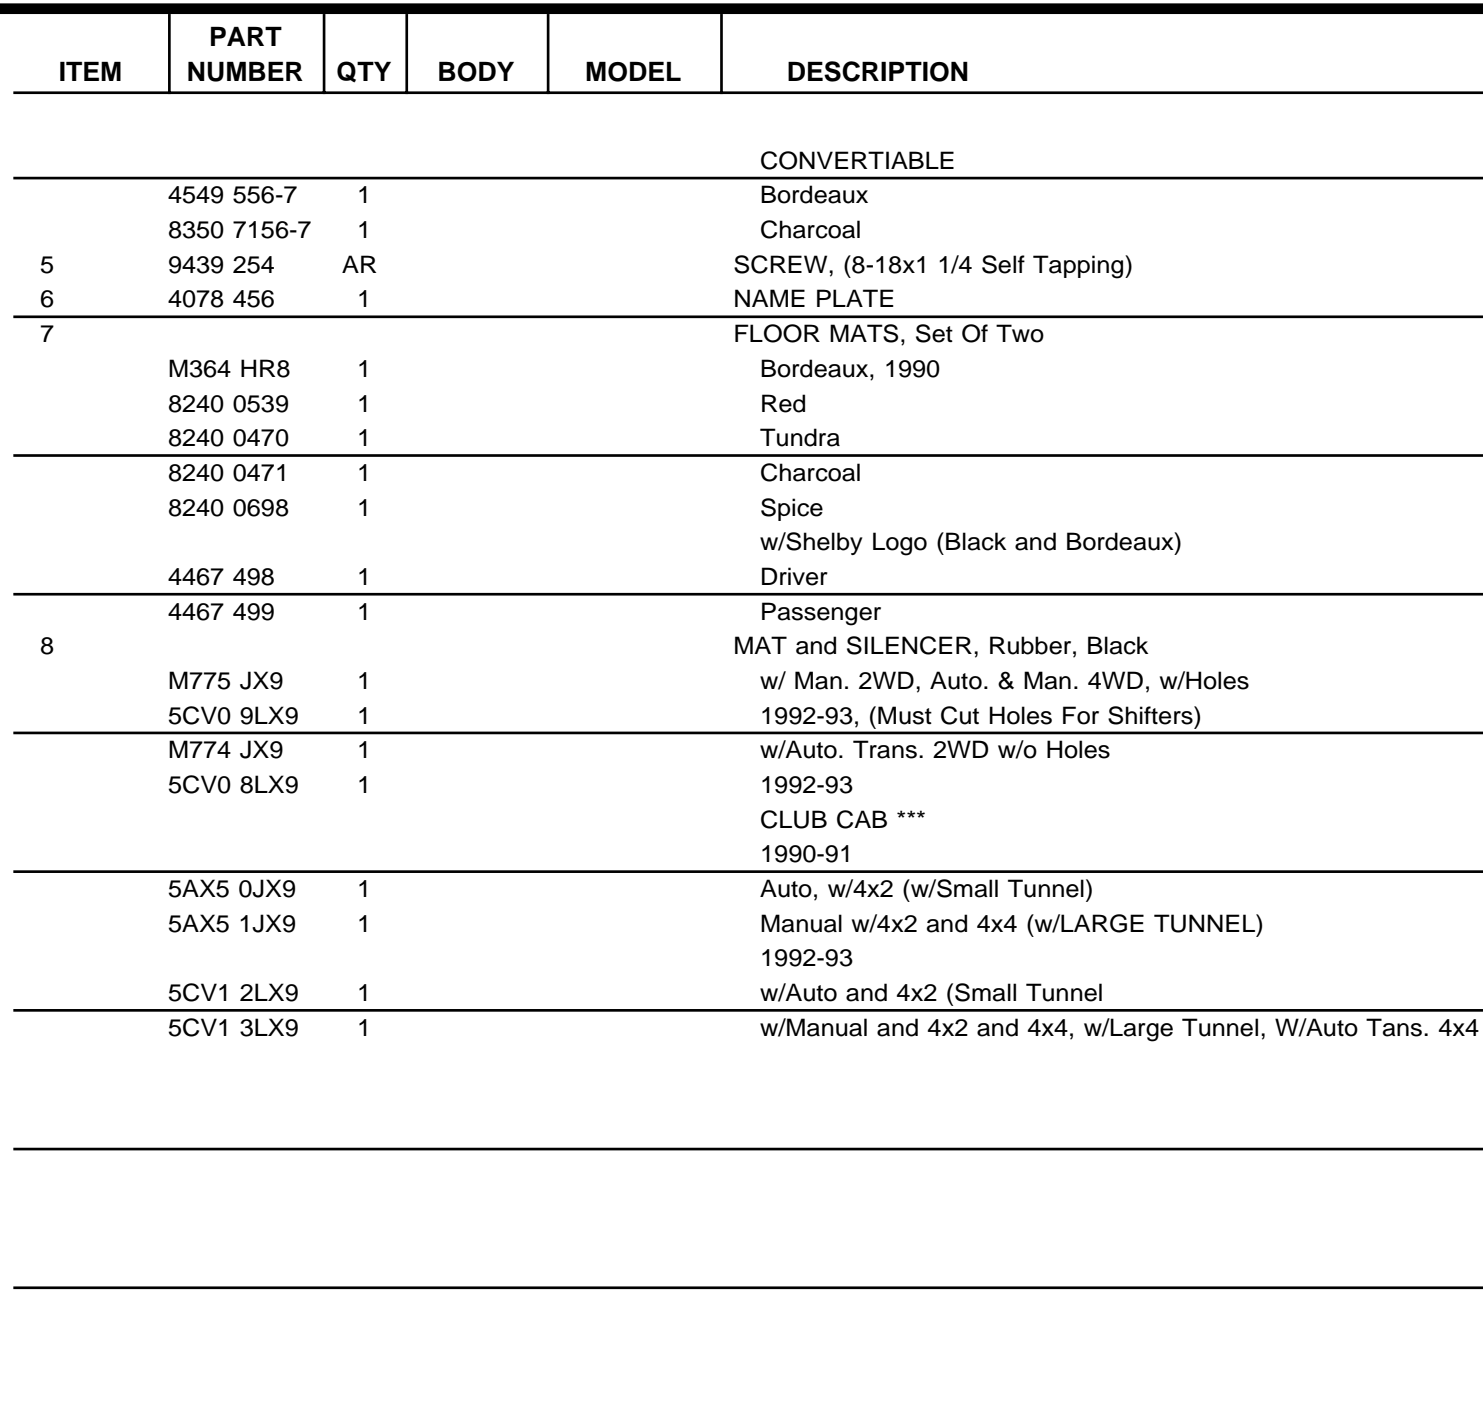 PART
ITEM NUMBER QTY BODY MODEL DESCRIPTION
CONVERTIABLE
4549 556-7 1 Bordeaux
8350 7156-7 1 Charcoal
5 9439 254 AR SCREW, (8-18x1 1/4 Self Tapping)
6 4078 456 1 NAME PLATE
7 FLOOR MATS, Set Of Two
M364 HR8 1 Bordeaux, 1990
8240 0539 1 Red
8240 0470 1 Tundra
8240 0471 1 Charcoal
8240 0698 1 Spice
w/Shelby Logo (Black and Bordeaux)
4467 498 1 Driver
4467 499 1 Passenger
8 MAT and SILENCER, Rubber, Black
M775 JX9 1 w/ Man. 2WD, Auto. & Man. 4WD, w/Holes
5CV0 9LX9 1 1992-93, (Must Cut Holes For Shifters)
M774 JX9 1 w/Auto. Trans. 2WD w/o Holes
5CV0 8LX9 1 1992-93
CLUB CAB ***
1990-91
5AX5 0JX9 1 Auto, w/4x2 (w/Small Tunnel)
5AX5 1JX9 1 Manual w/4x2 and 4x4 (w/LARGE TUNNEL)
1992-93
5CV1 2LX9 1 w/Auto and 4x2 (Small Tunnel
5CV1 3LX9 1 w/Manual and 4x2 and 4x4, w/Large Tunnel, W/Auto Tans. 4x4